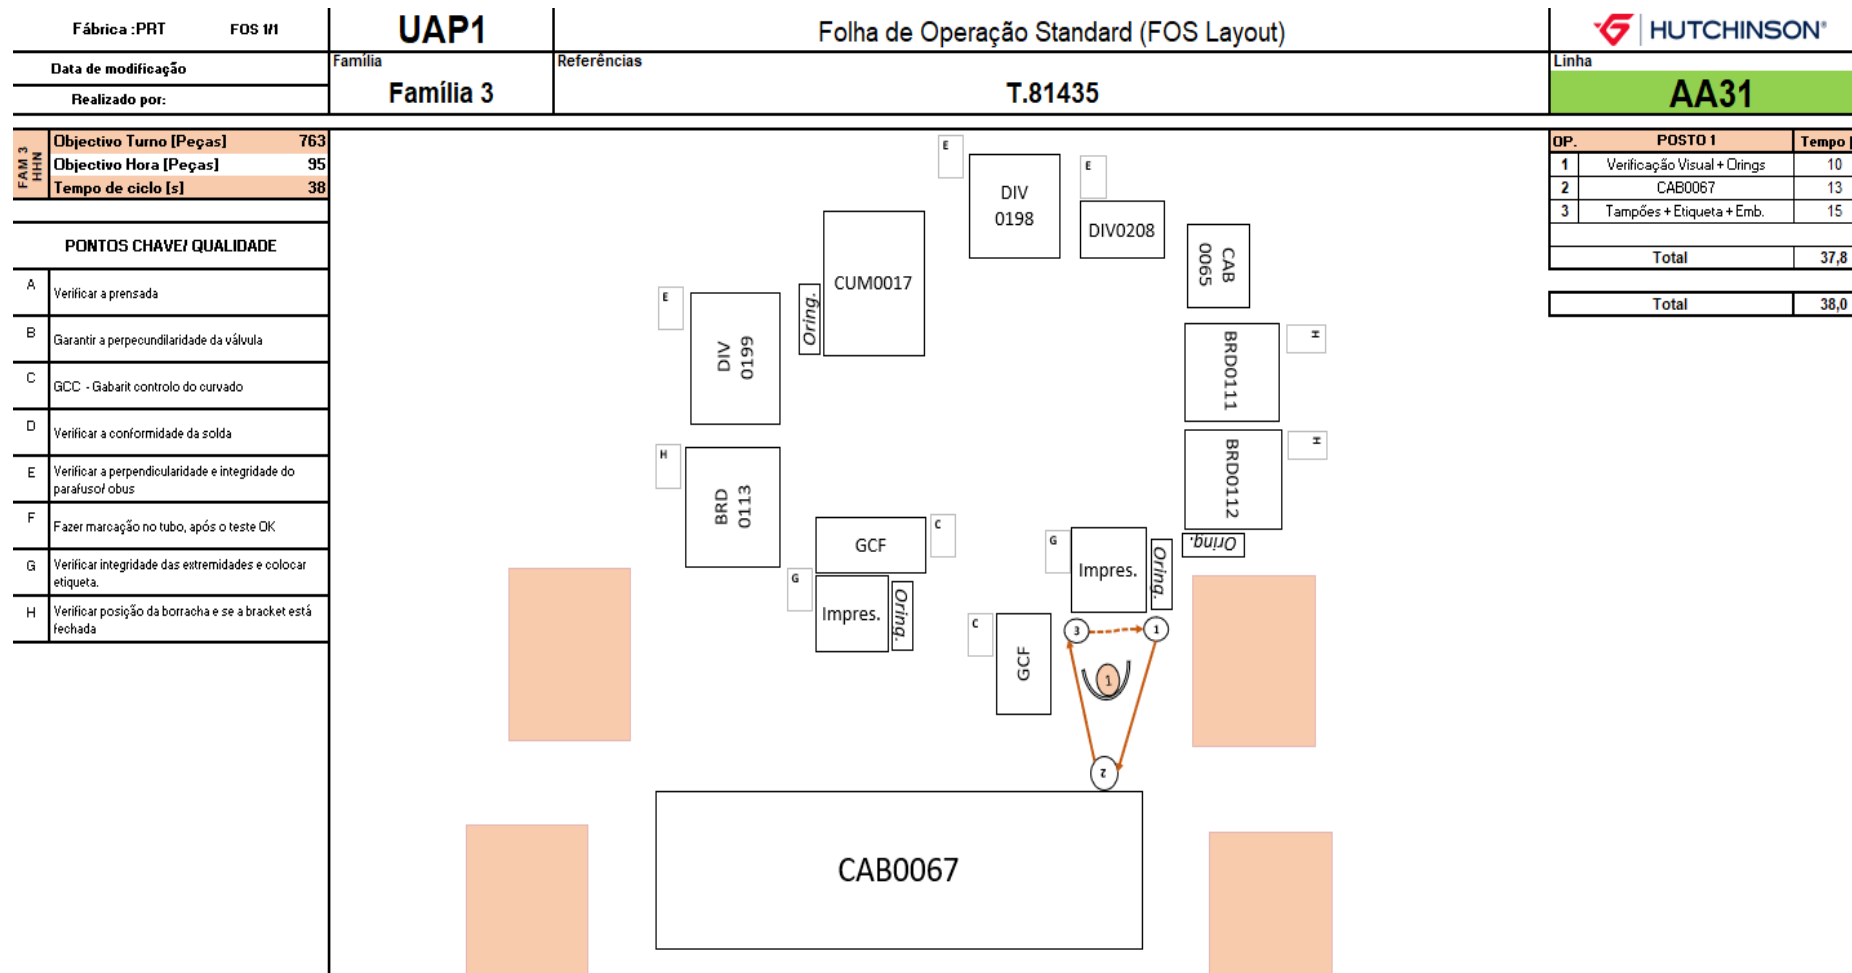 Fábrica :PRT FOS 1/1
UAP1
Folha de Operação Standard (FOS Layout)
HUTCHINSON®
Data de modificação
Realizado por:
Família
Família 3
Referências
T.81435
Linha
AA31
FAM 3
HHN
Objectivo Turno [Peças] 763
Objectivo Hora [Peças] 95
Tempo de ciclo [s] 38
PONTOS CHAVE/ QUALIDADE
A Verificar a prensada
B Garantir a perpecundilaridade da válvula
C GCC - Gabarit controlo do curvado
D Verificar a conformidade da solda
E Verificar a perpendicularidade e integridade do
parafuso/ obus
F Fazer marcação no tubo, após o teste OK
G Verificar integridade das extremidades e colocar
etiqueta.
H Verificar posição da borracha e se a bracket está
fechada
E
DIV
0198
E
DIV0208
CAB
0065
CUM0017
Oring.
E
DIV
0199
BRD0111
H
BRD0112
H
Oring.
H
BRD
0113
GCF
C
G
Impres.
Oring.
G
Impres.
Oring.
C
GCF
3
1
1
2
CAB0067
OP. POSTO 1 Tempo [
1 Verificação Visual + Orings 10
2 CAB0067 13
3 Tampões + Etiqueta + Emb. 15
Total 37,8
Total 38,0